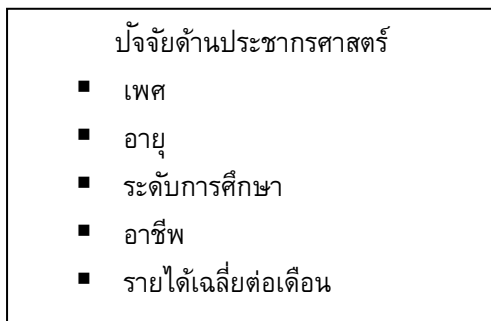 ปัจจัยด้านประชากรศาสตร์
▪ เพศ
▪ อายุ
▪ ระดับการศึกษา
▪ อาชีพ
▪ รายได้เฉลี่ยต่อเดือน